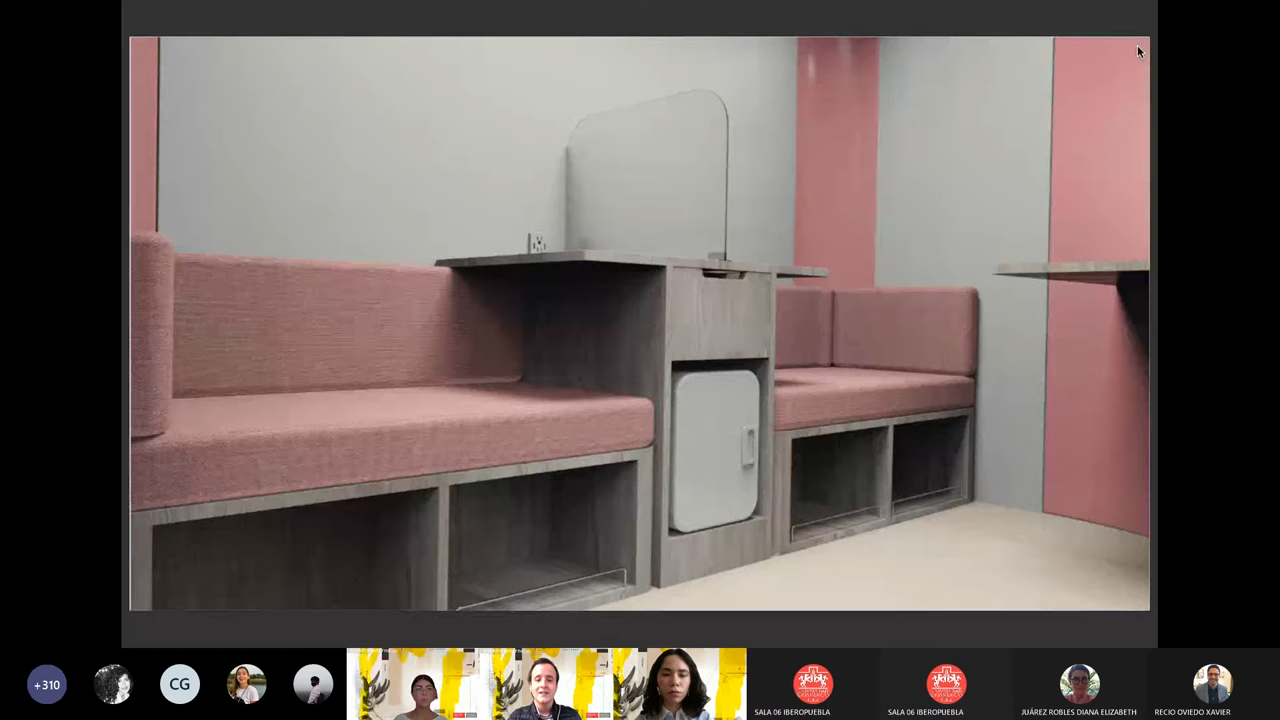 +310
CG
SALA 06 IBEROPUEBLA
SALA 06 IBEROPUEBLA
JUÁREZ ROBLES DIANA ELIZABETH
RECIO OVIEDO XAVIER